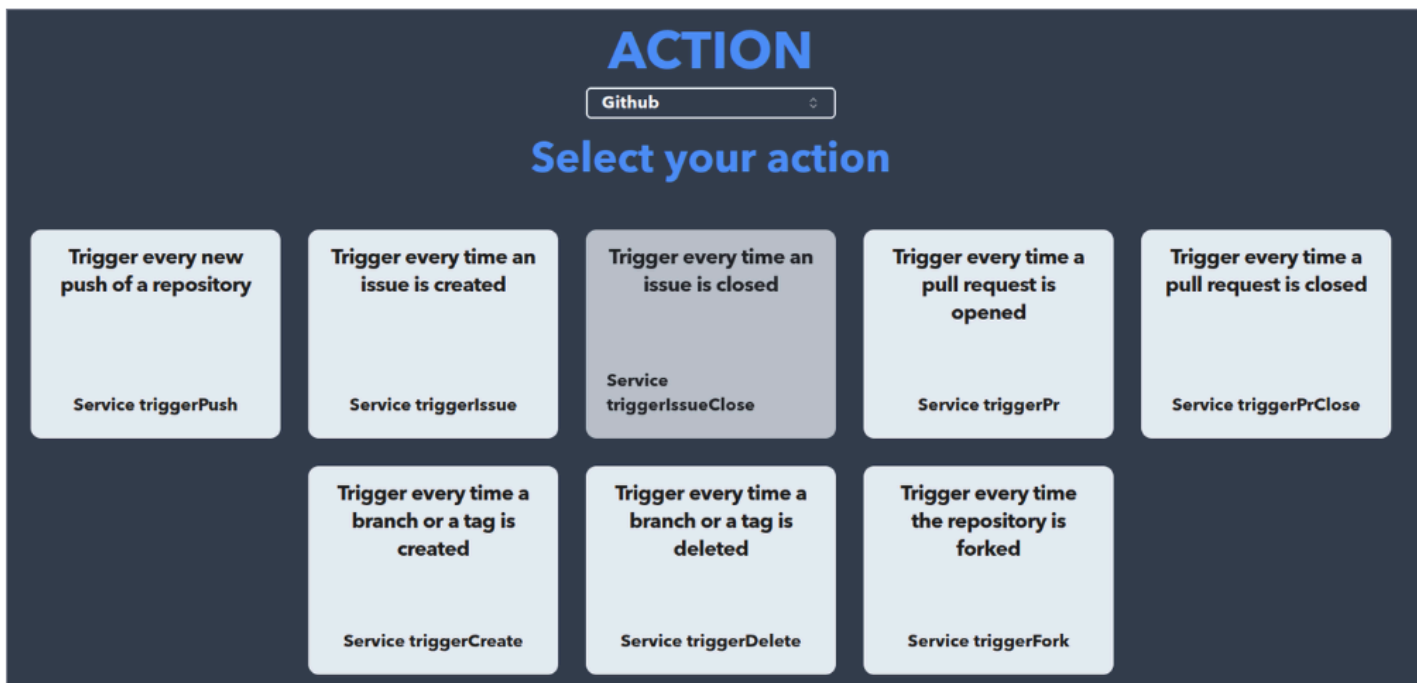 ACTION
Github
Select your action
Trigger every new
push of a repository
Service triggerPush
Trigger every time an
issue is created
Service triggerIssue
Trigger every time an
issue is closed
Service
triggerIssueClose
Trigger every time a
pull request is
opened
Service triggerPr
Trigger every time a
pull request is closed
Service triggerPrClose
Trigger every time a
branch or a tag is
created
Service triggerCreate
Trigger every time a
branch or a tag is
deleted
Service triggerDelete
Trigger every time
the repository is
forked
Service triggerFork